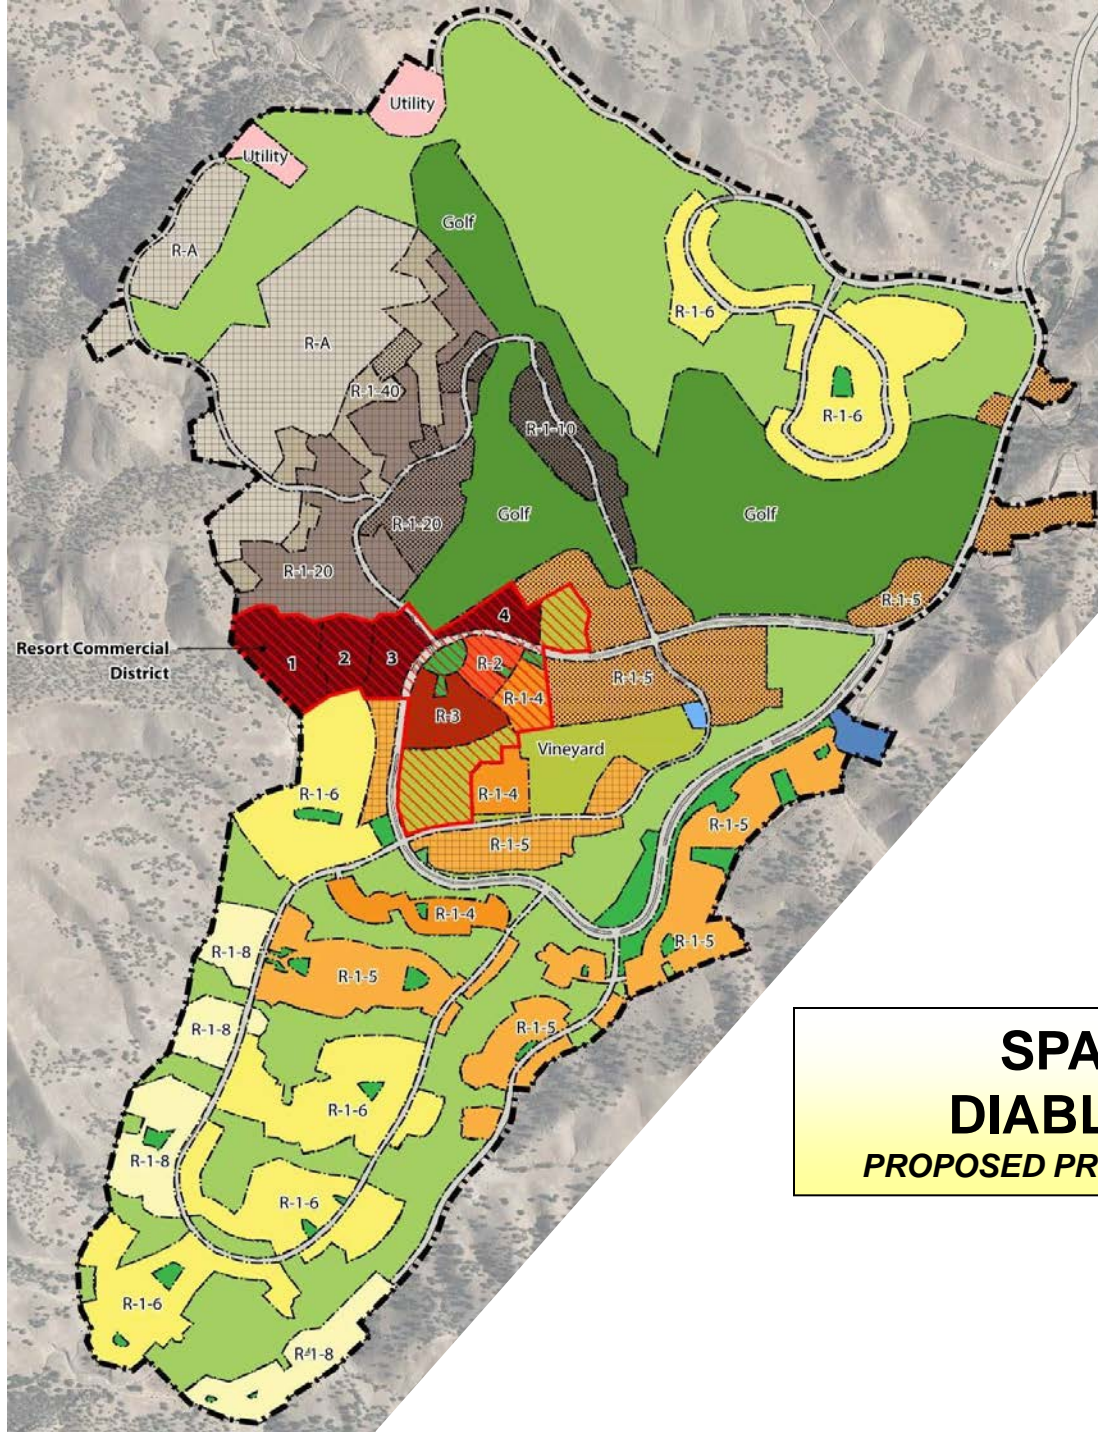 Utility
Utility
Golf
R-A
R-1-6
R-A
R-1-40
R-1-6
R-1-10
Golf
Golf
R-1-20
R-1-20
R-1-5
4
Resort Commercial
District
1
2
3
R-2
R-1-5
R-1-4
R-3
Vineyard
R-1-6
R-1-4
R-1-5
R-1-5
R-1-4
R-1-5
R-1-8
R-1-5
R-1-8
R-1-5
SPA
DIABL
PROPOSED PR
R-1-6
R-1-8
R-1-6
R-1-6
R-1-8